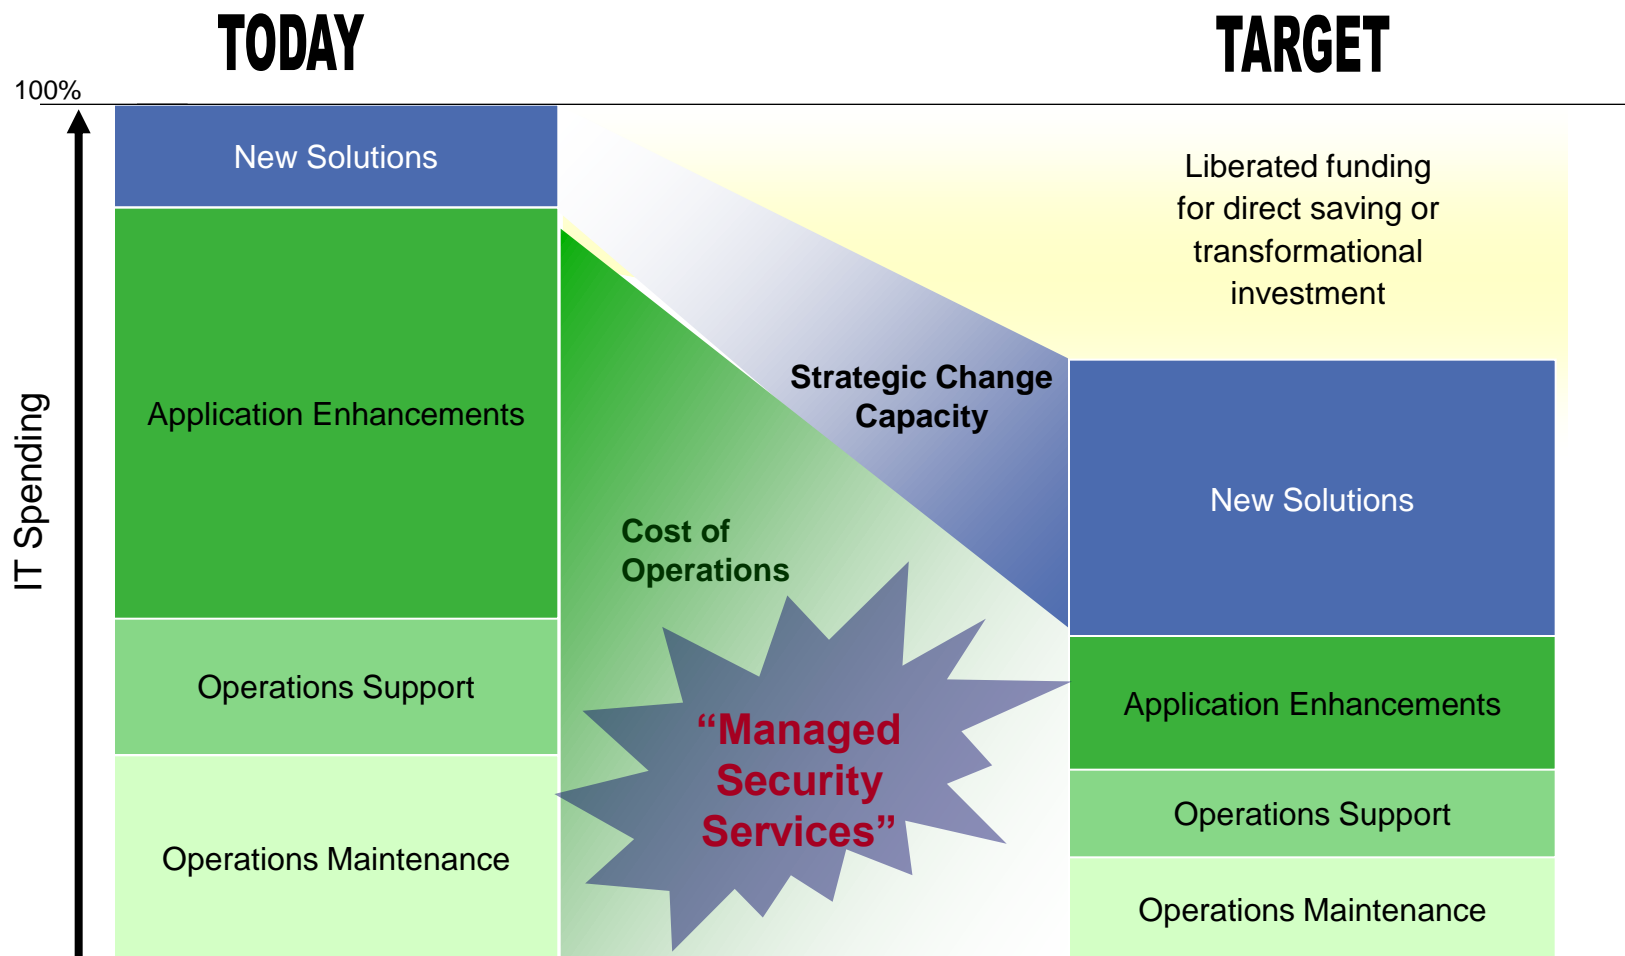 TODAY
TARGET
100%
IT Spending
New Solutions
Application Enhancements
Operations Support
Operations Maintenance
Cost of
Operations
Strategic Change
Capacity
“Managed
Security
Services”
Liberated funding
for direct saving or
transformational
investment
New Solutions
Application Enhancements
Operations Support
Operations Maintenance